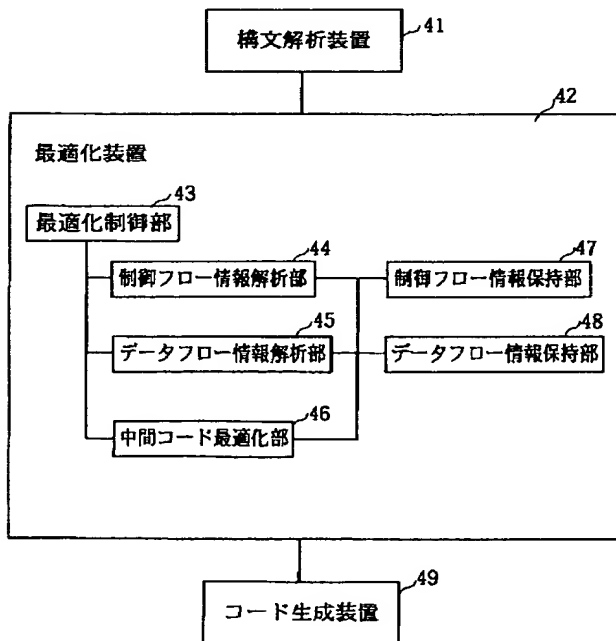 構文解析装置
41
42
最適化装置
43
最適化制御部
44
制御フロー情報解析部
47
制御フロー情報保持部
45
データフロー情報解析部
48
データフロー情報保持部
46
中間コード最適化部
49
コード生成装置